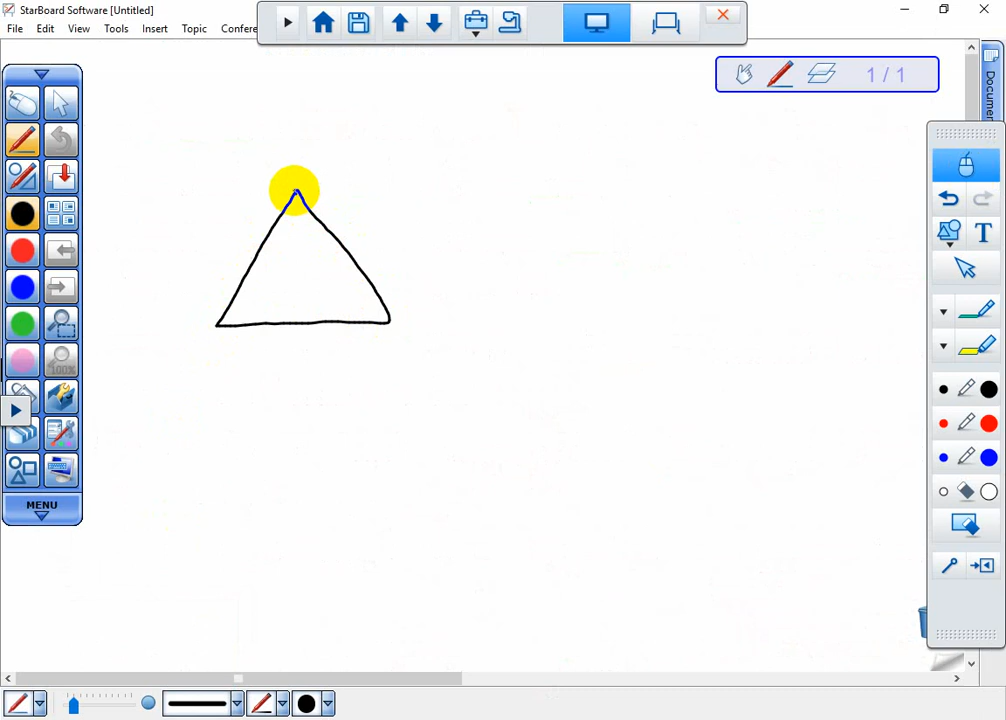 StarBoard Software [Untitled]
File Edit View Tools Insert Topic Confere
1 / 1
Documen
T
100%
MENU